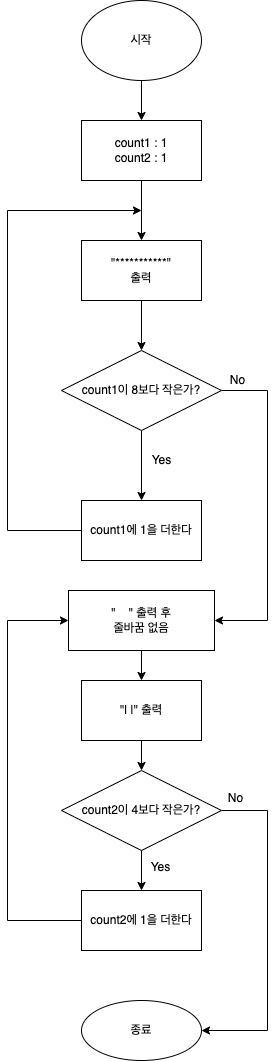 시작
count1 : 1
count2 : 1
"***********"
출력
count1이 8보다 작은가?
No
Yes
count1에 1을 더한다
"    " 출력 후
줄바꿈 없음
"| |" 출력
count2이 4보다 작은가?
No
Yes
count2에 1을 더한다
종료